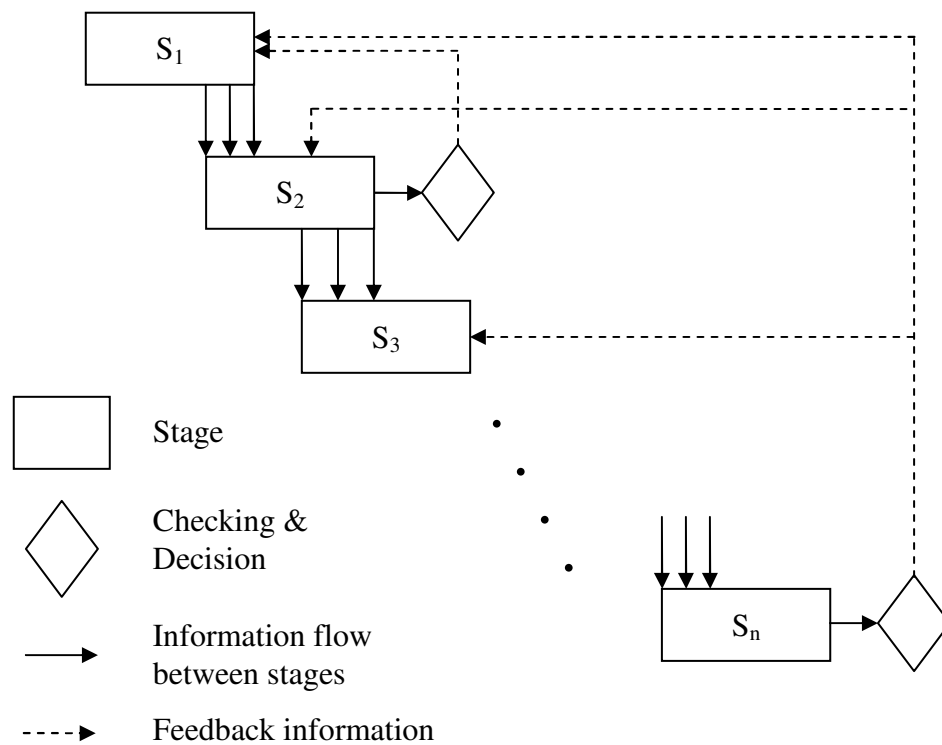 S₁
S₂
S₃
Stage
Checking &
Decision
Sₙ
Information flow
between stages
Feedback information